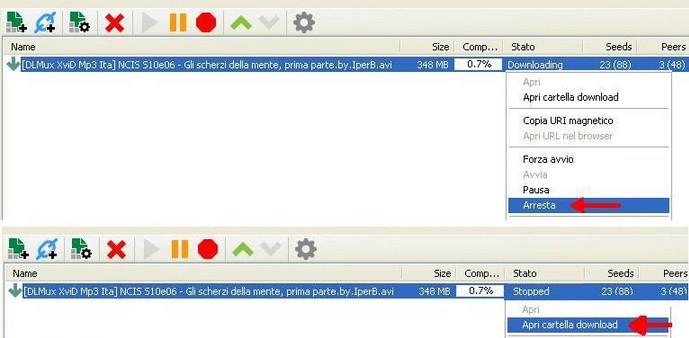 Name Size Comp... Stato Seeds Peers
[DLMux XviD Mp3 Ita] NCIS S10e06 - Gli scherzi della mente, prima parte.by.IperB.avi 348 MB 0.7% Downloading 23 (88) 3 (48)
Apri
Apri cartella download
Copia URI magnetico
Apri URL nel browser
Forza avvio
Avvia
Pausa
Arresta
Name Size Comp... Stato Seeds Peers
[DLMux XviD Mp3 Ita] NCIS S10e06 - Gli scherzi della mente, prima parte.by.IperB.avi 348 MB 0.7% Stopped 23 (88) 3 (48)
Apri
Apri cartella download